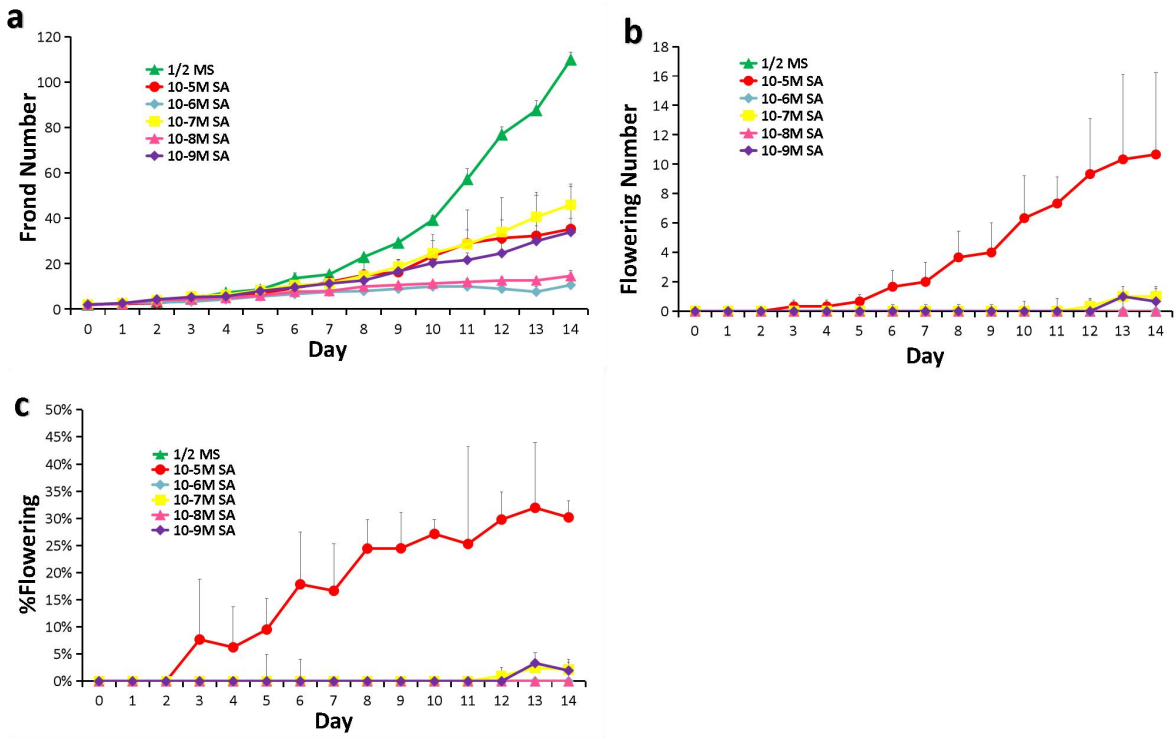 a
120
100
80
60
40
20
0
Frond Number
1/2 MS
10-5M SA
10-6M SA
10-7M SA
10-8M SA
10-9M SA
0 1 2 3 4 5 6 7 8 9 10 11 12 13 14
Day
b
18
16
14
12
10
8
6
4
2
0
Flowering Number
1/2 MS
10-5M SA
10-6M SA
10-7M SA
10-8M SA
10-9M SA
0 1 2 3 4 5 6 7 8 9 10 11 12 13 14
Day
c
50%
45%
40%
35%
30%
25%
20%
15%
10%
5%
0%
%Flowering
1/2 MS
10-5M SA
10-6M SA
10-7M SA
10-8M SA
10-9M SA
0 1 2 3 4 5 6 7 8 9 10 11 12 13 14
Day